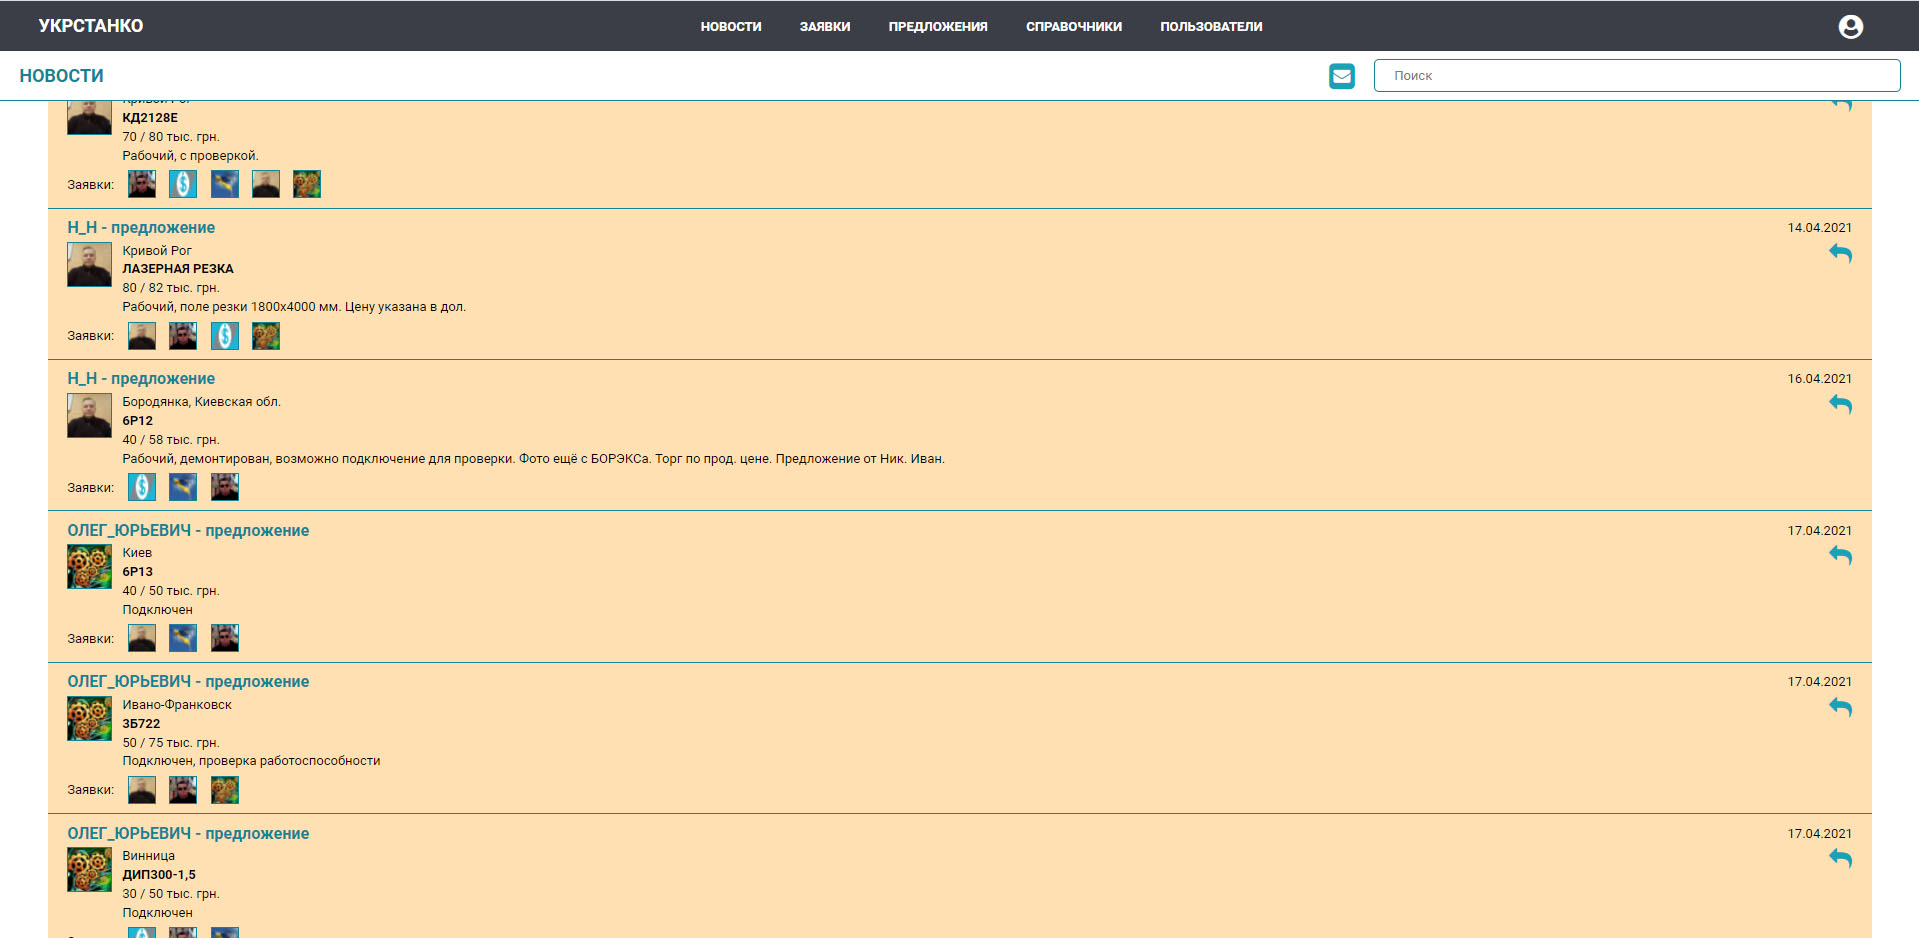 УКРСТАНКО
НОВОСТИ ЗАЯВКИ ПРЕДЛОЖЕНИЯ СПРАВОЧНИКИ ПОЛЬЗОВАТЕЛИ
НОВОСТИ
Поиск
Кривой Рог
КД2128Е
70 / 80 тыс. грн.
Рабочий, с проверкой.
Заявки:
Н_Н - предложение
14.04.2021
Кривой Рог
ЛАЗЕРНАЯ РЕЗКА
80 / 82 тыс. грн.
Рабочий, поле резки 1800х4000 мм. Цену указана в дол.
Заявки:
Н_Н - предложение
16.04.2021
Бородянка, Киевская обл.
6Р12
40 / 58 тыс. грн.
Рабочий, демонтирован, возможно подключение для проверки. Фото ещё с БОРЭКСа. Торг по прод. цене. Предложение от Ник. Иван.
Заявки:
ОЛЕГ_ЮРЬЕВИЧ - предложение
17.04.2021
Киев
6Р13
40 / 50 тыс. грн.
Подключен
Заявки:
ОЛЕГ_ЮРЬЕВИЧ - предложение
17.04.2021
Ивано-Франковск
3Б722
50 / 75 тыс. грн.
Подключен, проверка работоспособности
Заявки:
ОЛЕГ_ЮРЬЕВИЧ - предложение
17.04.2021
Винница
ДИП300-1,5
30 / 50 тыс. грн.
Подключен